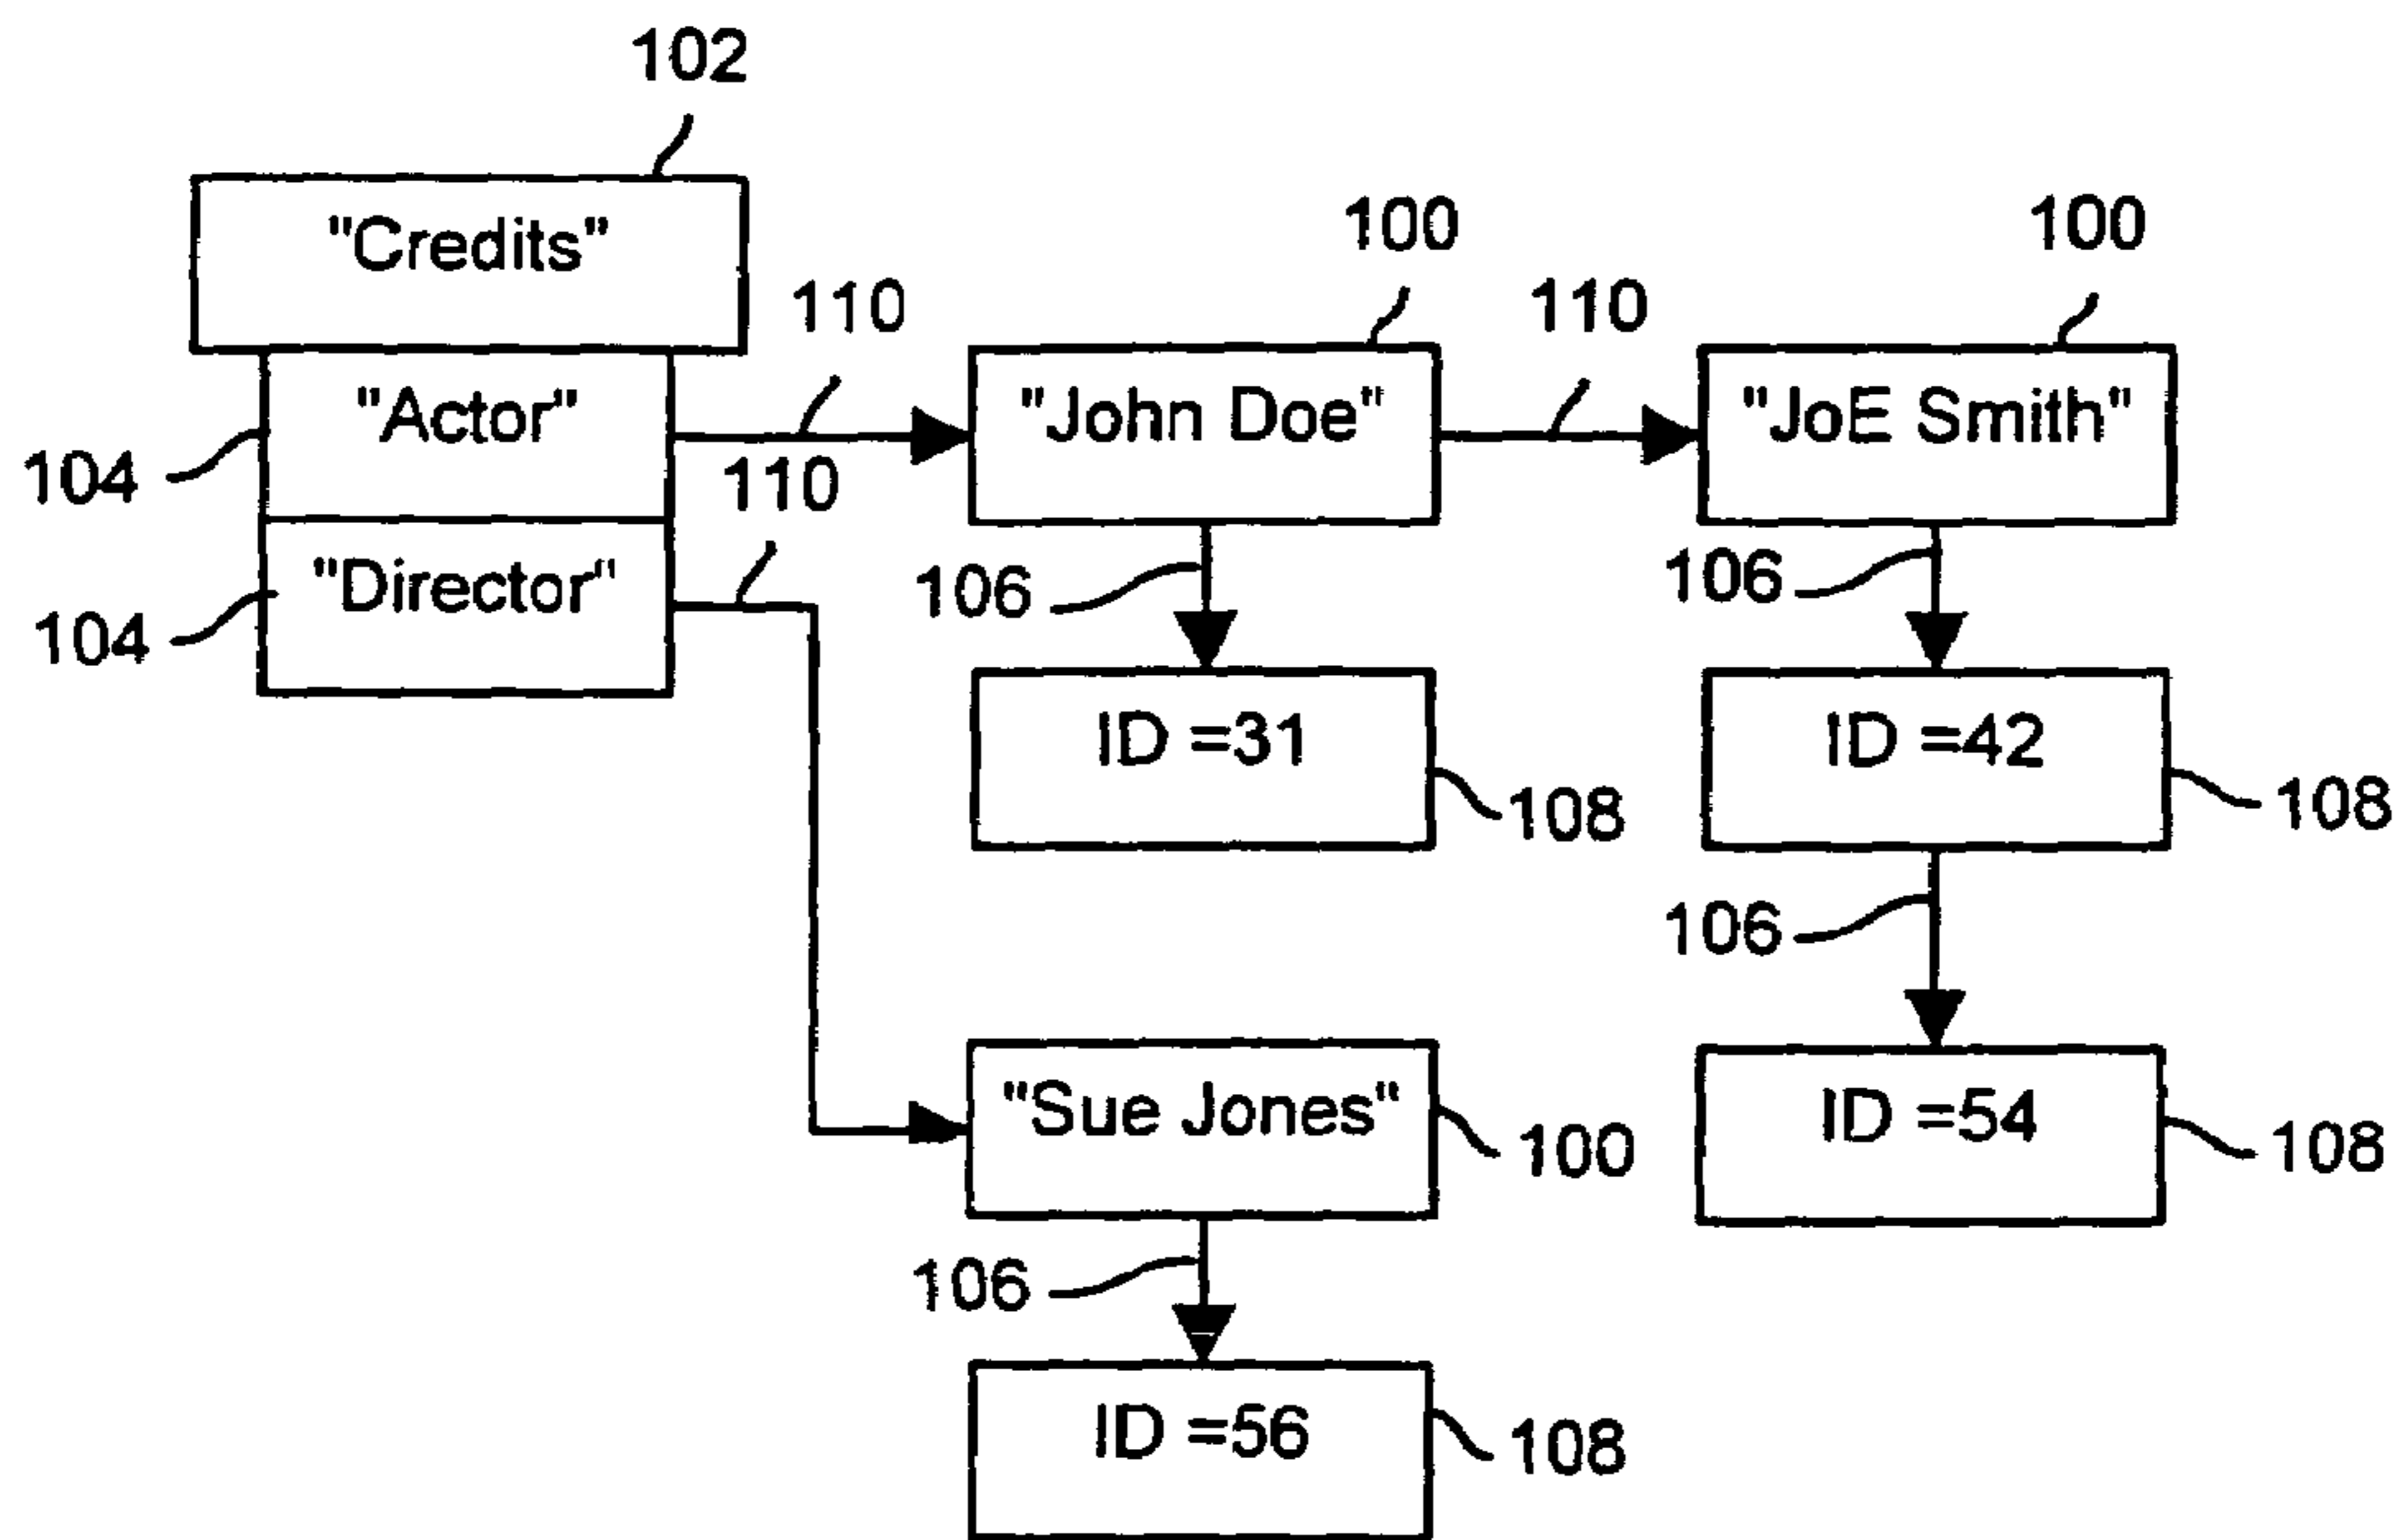 102
"Credits"
100
100
110
110
"Actor"
"John Doe"
"JoE Smith"
104
110
"Director"
106
106
104
ID =31
ID =42
108
108
106
"Sue Jones"
ID =54
100
108
106
ID =56
108